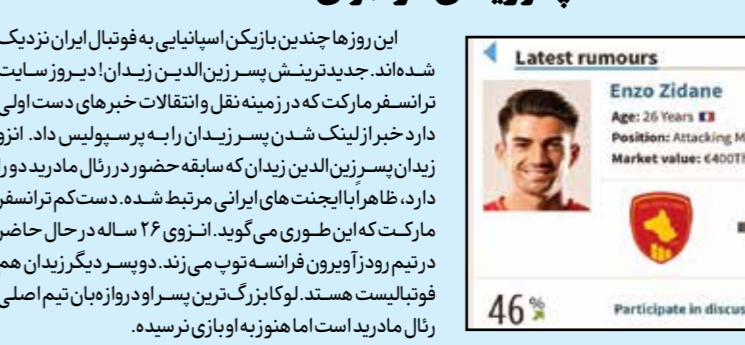 این روزها چندین بازیکن اسپانیایی به فوتبال ایران نزدیک
شده‌اند. جدیدترینش پسر زین‌الدین زیدان! دیروز سایت
ترانسفر مارکت که در زمینه نقل و انتقالات خبرهای دست اولی
دارد خبر از لینک شدن پسر زیدان را به پرسپولیس داد. انزو
زیدان پسر زین‌الدین زیدان که سابقه حضور در رئال مادرید دو را
دارد، ظاهراً با ایجنت‌های ایرانی مرتبط شده. دست کم ترانسفر
مارکت که این طوری می‌گوید. انزوی ۲۶ ساله در حال حاضر
در تیم رودز آویرون فرانسه توپ می‌زند. دو پسر دیگر زیدان هم
فوتبالیست هستند. لوکا بزرگ‌ترین پسر او دروازه‌بان تیم اصلی
رئال مادرید است اما هنوز به او بازی نرسیده.
Latest rumours
Enzo Zidane
Age: 26 Years
Position: Attacking M
Market value: €400T
46%
Participate in discus